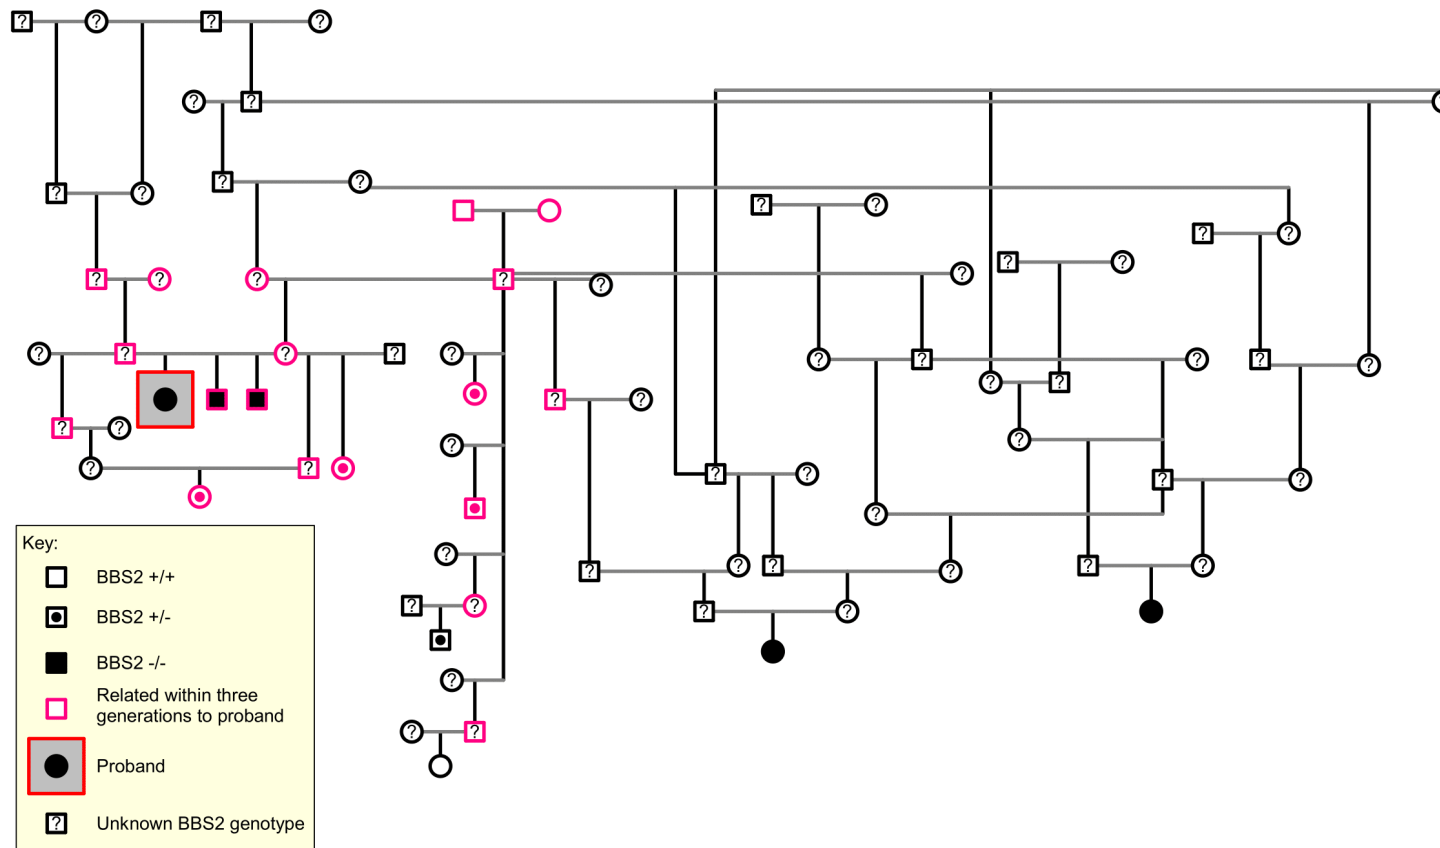 ? ? ? ?
? ?
? ?
? ?
? ?
? ?
? ?
? ? ? ? ? ?
? ? ? ? ?
? ? ? ? ?
? ?
? ?
? ?
? ?
?
?
? ? ? ? ? ?
?
? ? ? ? ? ? ?
? ? ? ?
?
? ?
Key:
BBS2 +/+
BBS2 +/-
BBS2 -/-
Related within three
generations to proband
Proband
? Unknown BBS2 genotype